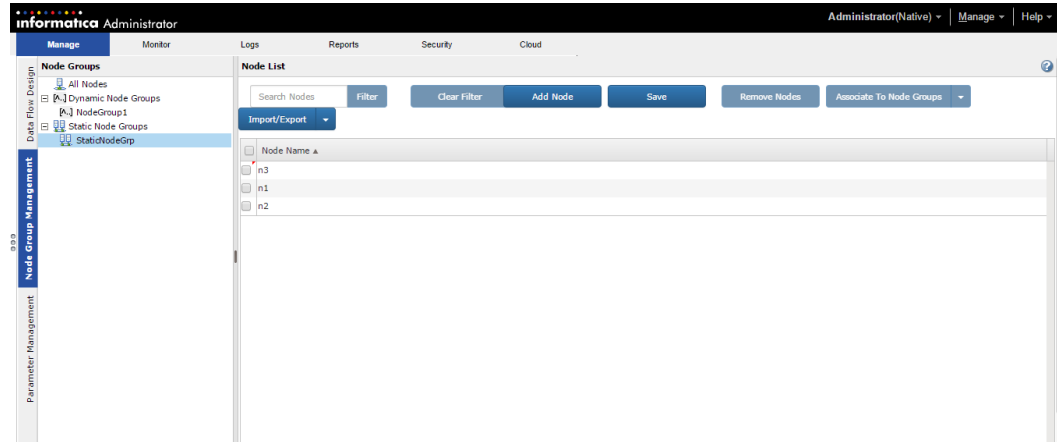 informatica Administrator
Administrator(Native) Manage Help
Manage Monitor Logs Reports Security Cloud
Data Flow Design
Node Group Management
Parameter Management
Node Groups
All Nodes
[A..] Dynamic Node Groups
[A..] NodeGroup1
Static Node Groups
StaticNodeGrp
Node List
Search Nodes Filter Clear Filter Add Node Save Remove Nodes Associate To Node Groups
Import/Export
Node Name
n3
n1
n2